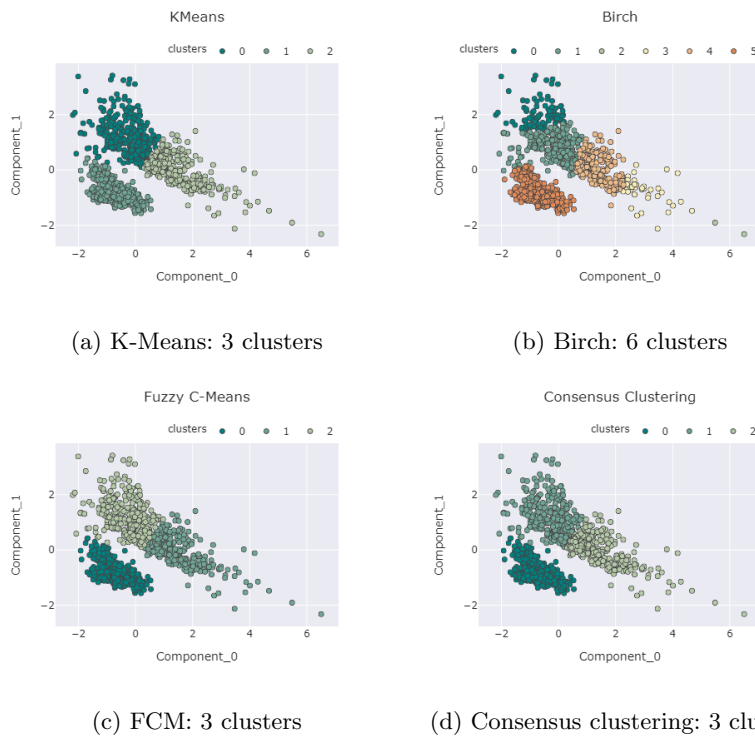 KMeans
clusters 0 1 2
Component_1
2
0
−2
−2 0 2 4 6
Component_0
(a) K-Means: 3 clusters
Birch
clusters 0 1 2 3 4 5
Component_1
2
0
−2
−2 0 2 4 6
Component_0
(b) Birch: 6 clusters
Fuzzy C-Means
clusters 0 1 2
Component_1
2
0
−2
−2 0 2 4 6
Component_0
(c) FCM: 3 clusters
Consensus Clustering
clusters 0 1 2
Component_1
2
0
−2
−2 0 2 4 6
Component_0
(d) Consensus clustering: 3 clu